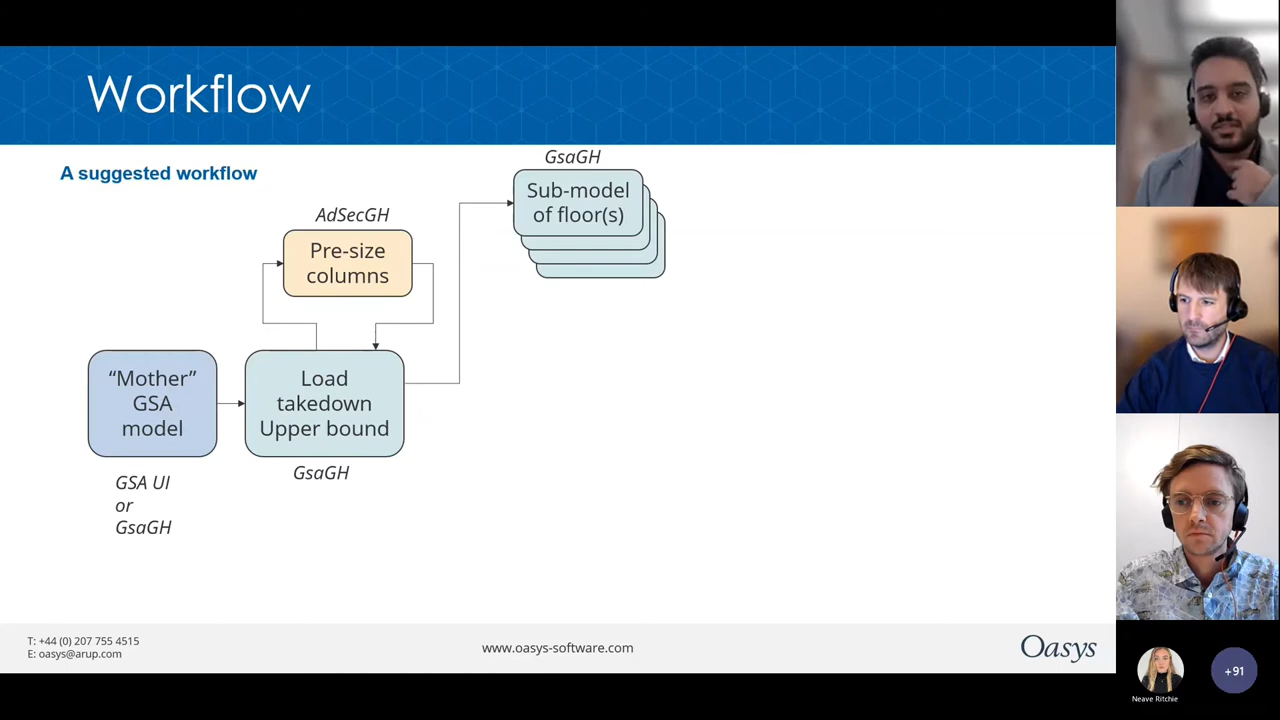 Workflow
A suggested workflow
GsaGH
Sub-model
of floor(s)
AdSecGH
Pre-size
columns
“Mother”
GSA
model
Load
takedown
Upper bound
GsaGH
GSA UI
or
GsaGH
T: +44 (0) 207 755 4515
E: oasys@arup.com
www.oasys-software.com
Oasys
Neave Ritchie
+91